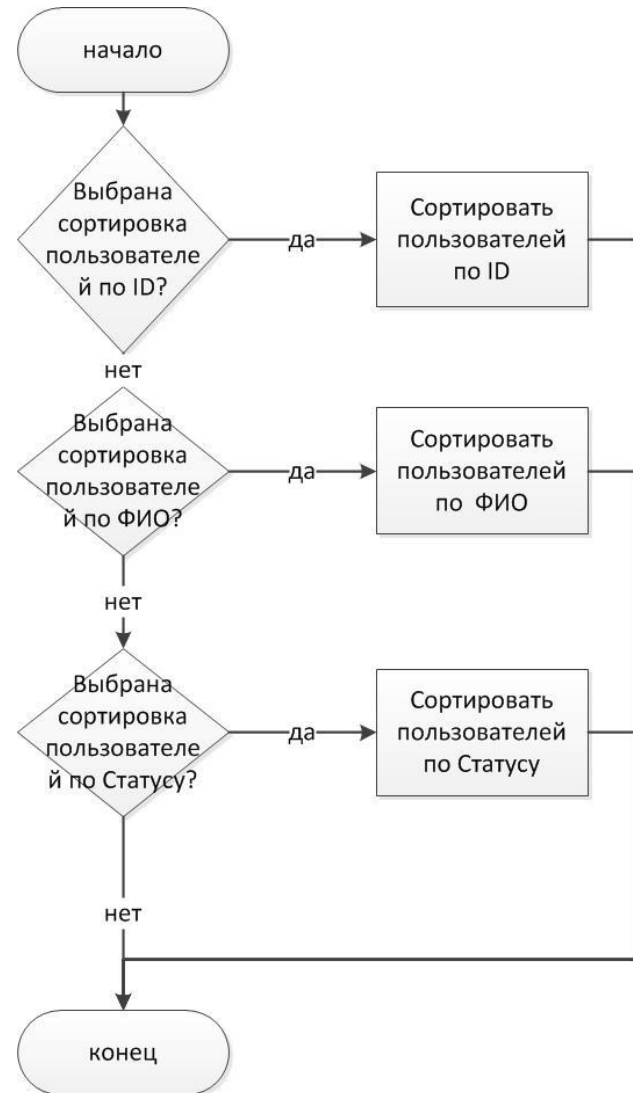 начало
Выбрана
сортировка
пользователе
й по ID?
да
Сортировать
пользователей
по ID
нет
Выбрана
сортировка
пользователе
й по ФИО?
да
Сортировать
пользователей
по ФИО
нет
Выбрана
сортировка
пользователе
й по Статусу?
да
Сортировать
пользователей
по Статусу
нет
конец